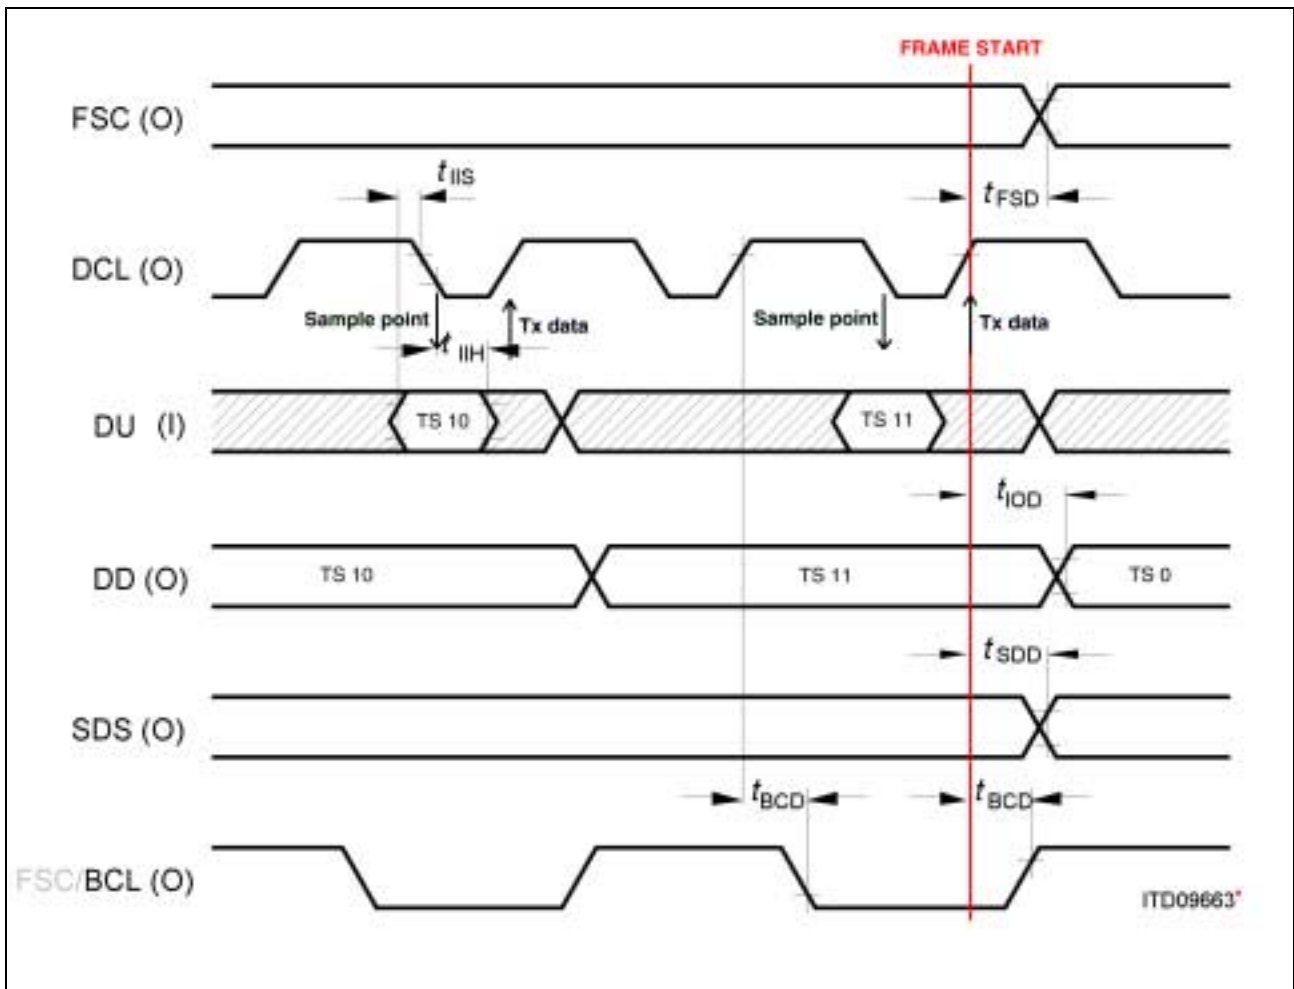 FRAME START
FSC (O)
tIIS
tFSD
DCL (O)
Sample point
Tx data
Sample point
Tx data
tIIH
DU (I)
TS 10
TS 11
tIOD
DD (O)
TS 10
TS 11
TS 0
tSDD
SDS (O)
tBCD
tBCD
FSC/BCL (O)
ITD09663*